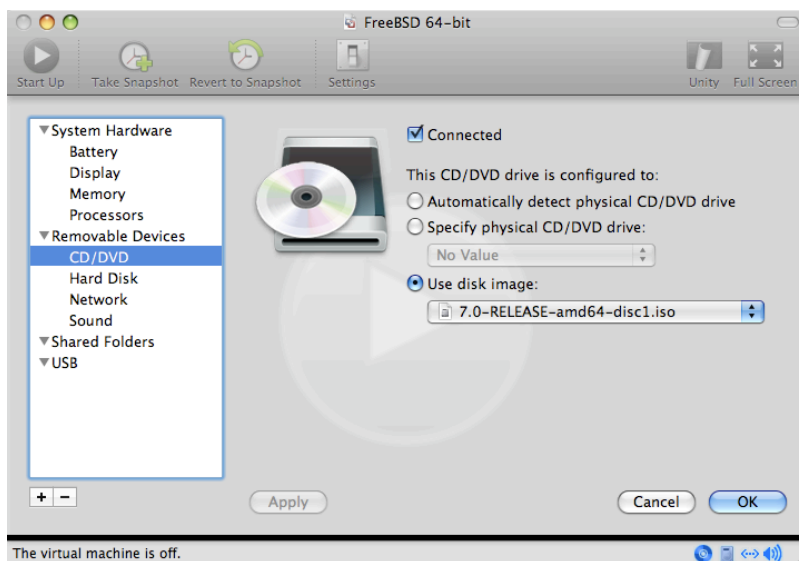 FreeBSD 64-bit
Start Up Take Snapshot Revert to Snapshot Settings Unity Full Screen
System Hardware
Battery
Display
Memory
Processors
Removable Devices
CD/DVD
Hard Disk
Network
Sound
Shared Folders
USB
Connected
This CD/DVD drive is configured to:
Automatically detect physical CD/DVD drive
Specify physical CD/DVD drive:
No Value
Use disk image:
7.0-RELEASE-amd64-disc1.iso
+ −
Apply Cancel OK
The virtual machine is off.